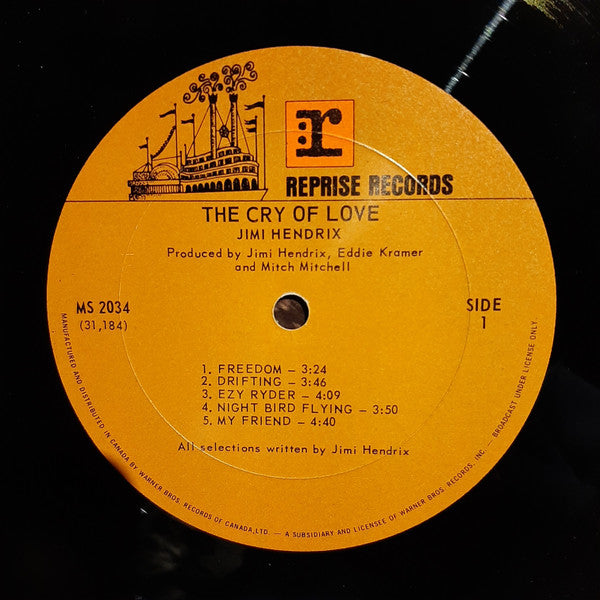 r
REPRISE RECORDS
THE CRY OF LOVE
JIMI HENDRIX
Produced by Jimi Hendrix, Eddie Kramer
and Mitch Mitchell
MS 2034
(31,184)
SIDE
1
1. FREEDOM – 3:24
2. DRIFTING – 3:46
3. EZY RYDER – 4:09
4. NIGHT BIRD FLYING – 3:50
5. MY FRIEND – 4:40
All selections written by Jimi Hendrix
MANUFACTURED AND DISTRIBUTED IN CANADA BY WARNER BROS. RECORDS OF CANADA, LTD. — A SUBSIDIARY AND LICENSEE OF WARNER BROS. RECORDS, INC. — BROADCAST UNDER LICENSE ONLY.